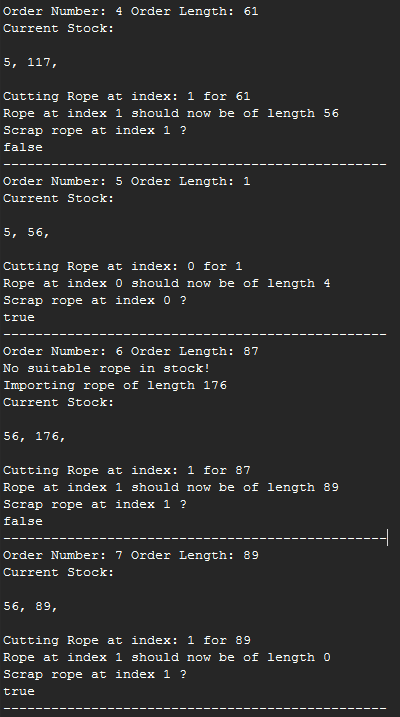 Order Number: 4 Order Length: 61
Current Stock:
5, 117,
Cutting Rope at index: 1 for 61
Rope at index 1 should now be of length 56
Scrap rope at index 1 ?
false
------------------------------------------------
Order Number: 5 Order Length: 1
Current Stock:
5, 56,
Cutting Rope at index: 0 for 1
Rope at index 0 should now be of length 4
Scrap rope at index 0 ?
true
------------------------------------------------
Order Number: 6 Order Length: 87
No suitable rope in stock!
Importing rope of length 176
Current Stock:
56, 176,
Cutting Rope at index: 1 for 87
Rope at index 1 should now be of length 89
Scrap rope at index 1 ?
false
------------------------------------------------
Order Number: 7 Order Length: 89
Current Stock:
56, 89,
Cutting Rope at index: 1 for 89
Rope at index 1 should now be of length 0
Scrap rope at index 1 ?
true
------------------------------------------------